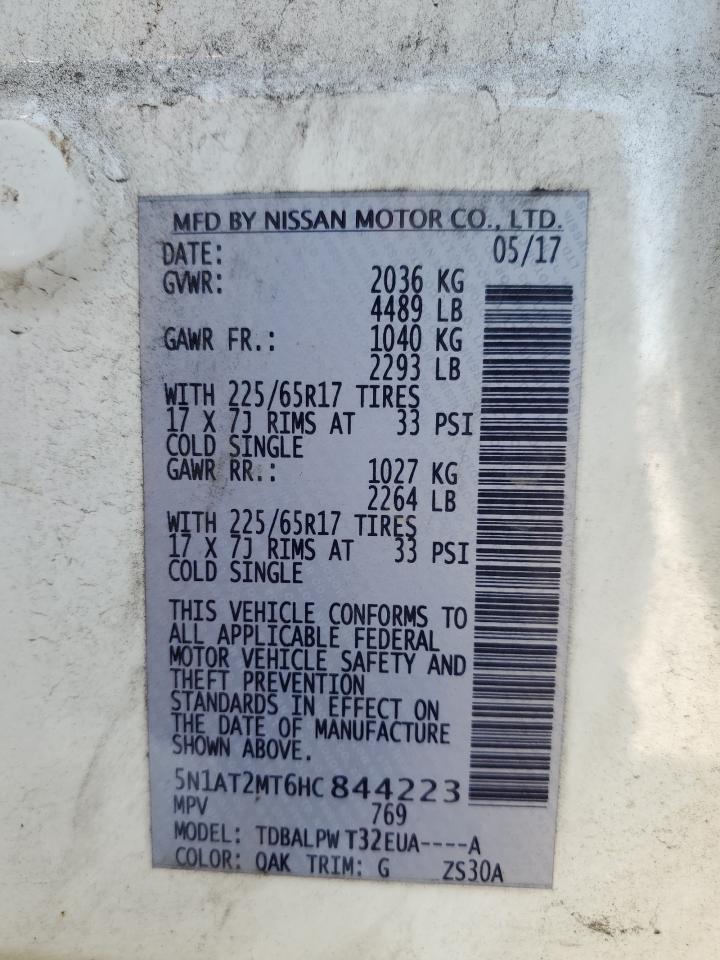 MFD BY NISSAN MOTOR CO., LTD.
DATE: 05/17
GVWR: 2036 KG
4489 LB
GAWR FR.: 1040 KG
2293 LB
WITH 225/65R17 TIRES
17 X 7J RIMS AT 33 PSI
COLD SINGLE
GAWR RR.: 1027 KG
2264 LB
WITH 225/65R17 TIRES
17 X 7J RIMS AT 33 PSI
COLD SINGLE
THIS VEHICLE CONFORMS TO
ALL APPLICABLE FEDERAL
MOTOR VEHICLE SAFETY AND
THEFT PREVENTION
STANDARDS IN EFFECT ON
THE DATE OF MANUFACTURE
SHOWN ABOVE.
5N1AT2MT6HC844223
MPV 769
MODEL: TDBALPW T32EUA----A
COLOR: QAK TRIM: G ZS30A